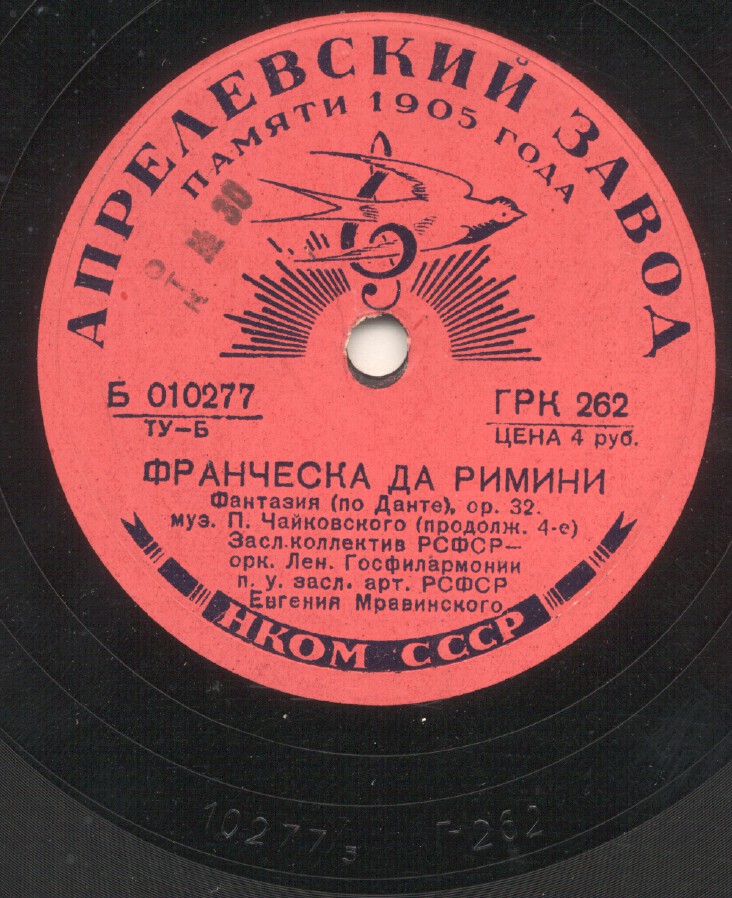 АПРЕЛЕВСКИЙ ЗАВОД
ПАМЯТИ 1905 ГОДА
№ 30
Б 010277
ТУ–Б
ГРК 262
ЦЕНА 4 руб.
ФРАНЧЕСКА ДА РИМИНИ
Фантазия (по Данте), ор. 32.
муз. П. Чайковского (продолж. 4-е)
Засл.коллектив РСФСР—
орк. Лен. Госфилармонии
п. у. засл. арт. РСФСР
Евгения Мравинского
НКОМ СССР
10277/3 Г-262